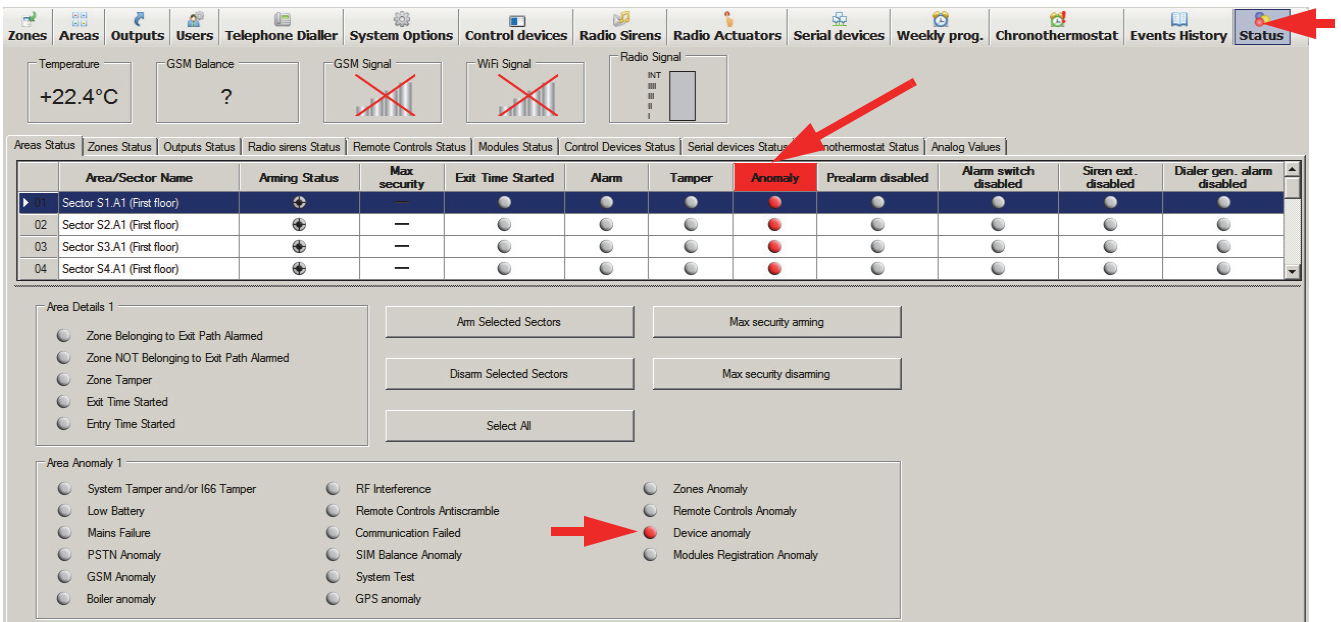 Zones Areas Outputs Users Telephone Dialler System Options Control devices Radio Sirens Radio Actuators Serial devices Weekly prog. Chronothermostat Events History Status
Temperature GSM Balance GSM Signal WiFi Signal Radio Signal
+22.4°C ?
INT
IIII
III
II
I
Areas Status Zones Status Outputs Status Radio sirens Status Remote Controls Status Modules Status Control Devices Status Serial devices Status nothermostat Status Analog Values
Area/Sector Name Arming Status Max security Exit Time Started Alarm Tamper Anomaly Prealarm disabled Alarm switch disabled Siren ext. disabled Dialer gen. alarm disabled
01 Sector S1.A1 (First floor)
02 Sector S2.A1 (First floor)
03 Sector S3.A1 (First floor)
04 Sector S4.A1 (First floor)
Area Details 1
Zone Belonging to Exit Path Alarmed
Zone NOT Belonging to Exit Path Alarmed
Zone Tamper
Exit Time Started
Entry Time Started
Arm Selected Sectors Max security arming
Disarm Selected Sectors Max security disarming
Select All
Area Anomaly 1
System Tamper and/or I66 Tamper RF Interference Zones Anomaly
Low Battery Remote Controls Antiscramble Remote Controls Anomaly
Mains Failure Communication Failed Device anomaly
PSTN Anomaly SIM Balance Anomaly Modules Registration Anomaly
GSM Anomaly System Test
Boiler anomaly GPS anomaly